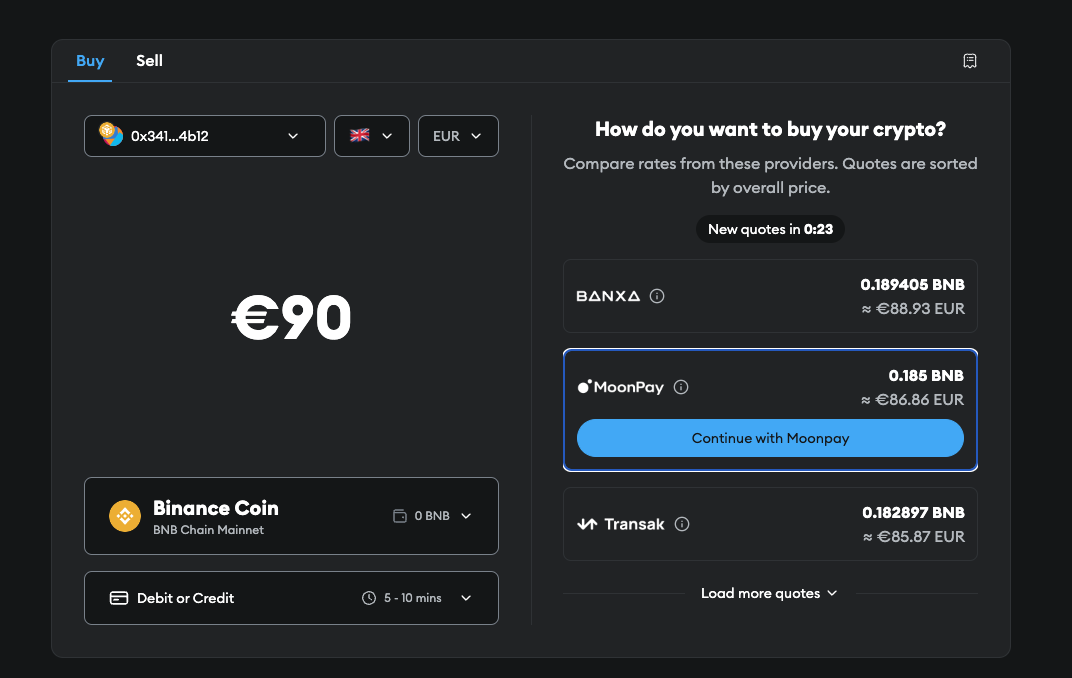 Buy Sell
0x341...4b12 EUR
€90
Binance Coin
BNB Chain Mainnet
0 BNB
Debit or Credit
5 - 10 mins
How do you want to buy your crypto?
Compare rates from these providers. Quotes are sorted
by overall price.
New quotes in 0:23
BANXA
0.189405 BNB
≈ €88.93 EUR
MoonPay
0.185 BNB
≈ €86.86 EUR
Continue with Moonpay
Transak
0.182897 BNB
≈ €85.87 EUR
Load more quotes